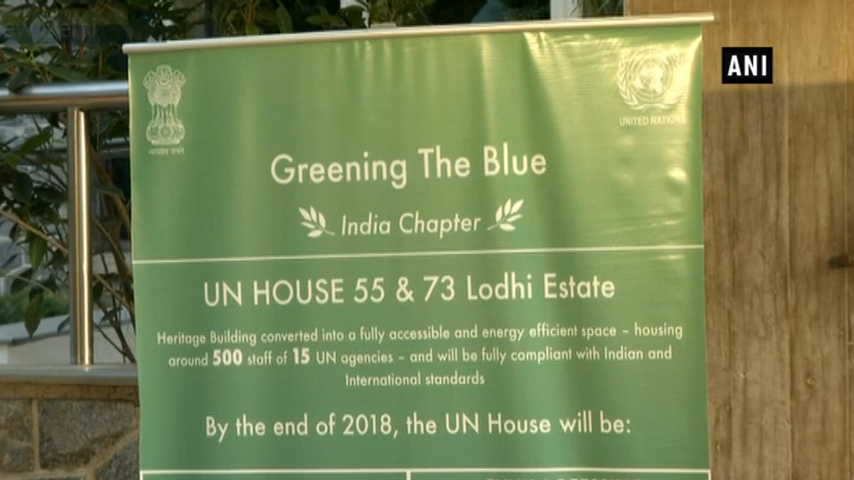 ANI
UNITED NATIONS
Greening The Blue
India Chapter
UN HOUSE 55 & 73 Lodhi Estate
Heritage Building converted into a fully accessible and energy efficient space – housing
around 500 staff of 15 UN agencies – and will be fully compliant with Indian and
International standards
By the end of 2018, the UN House will be: